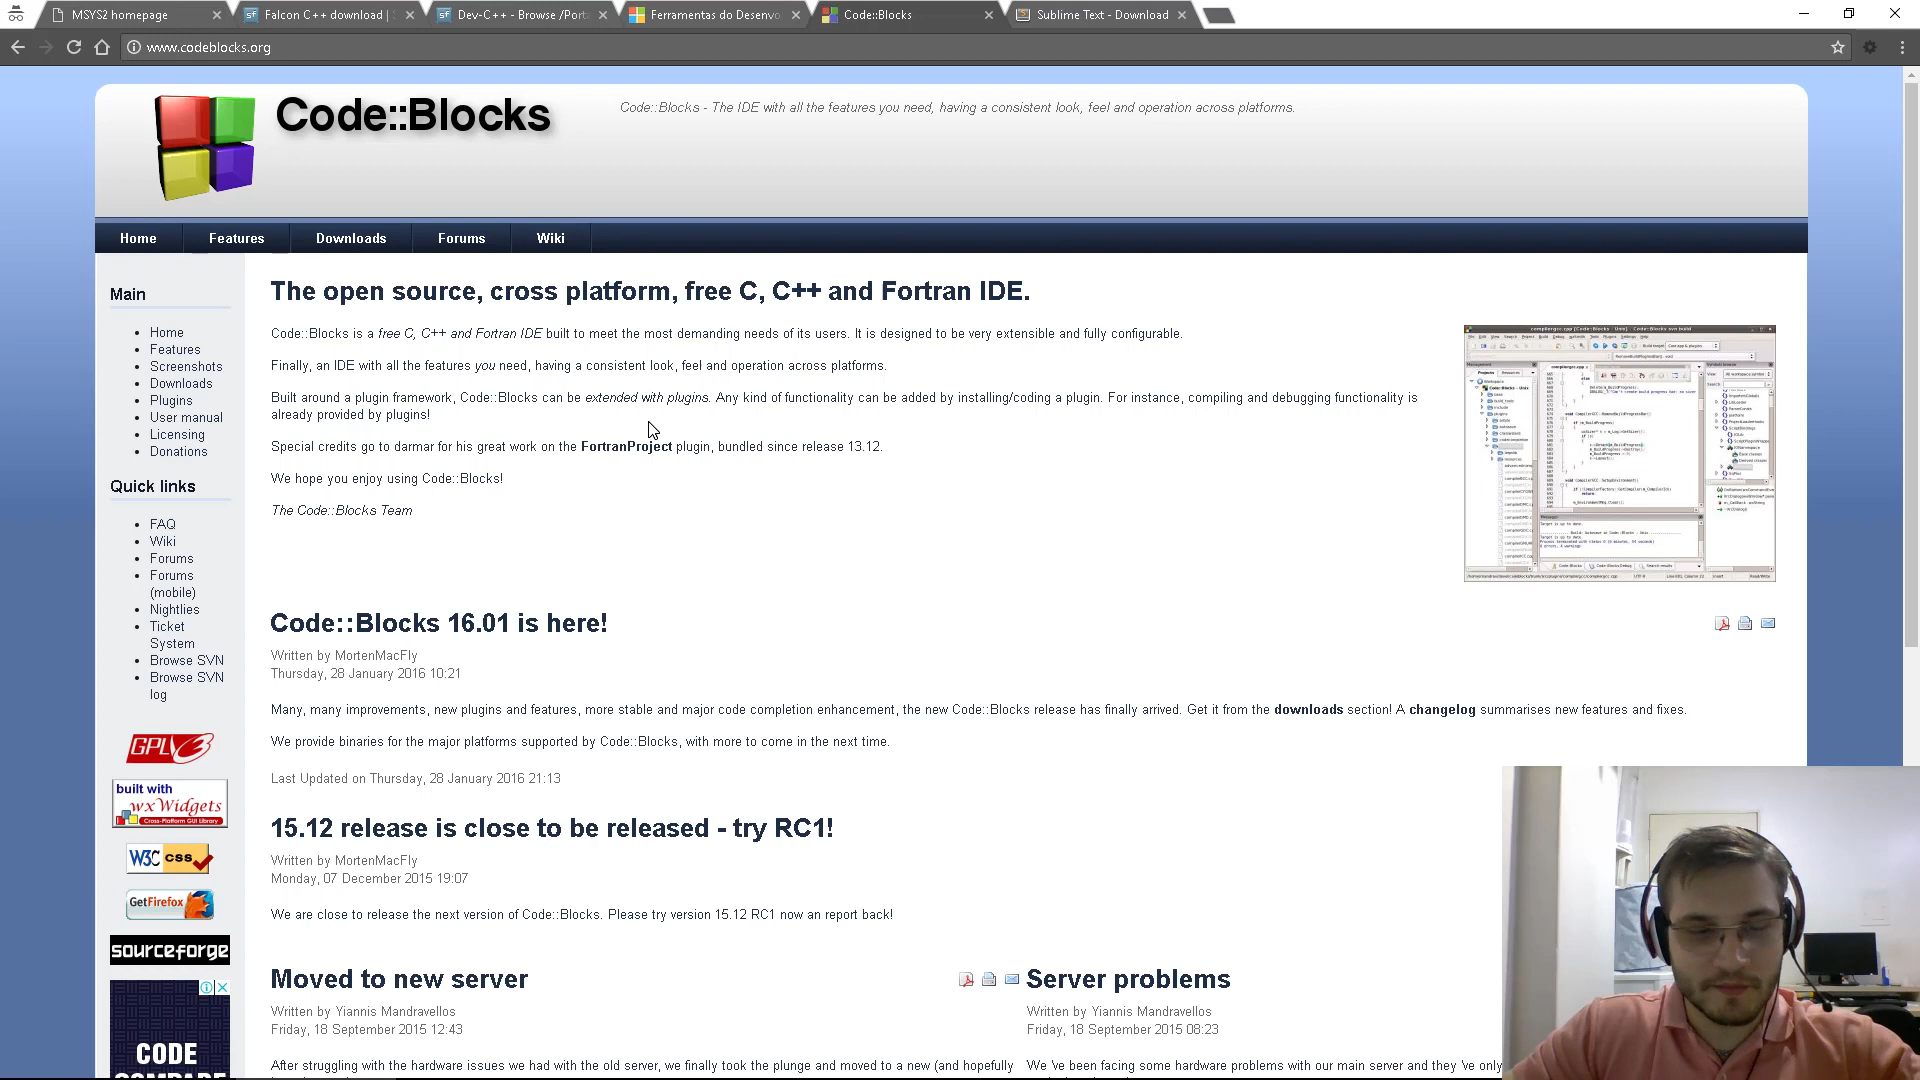 MSYS2 homepage
Falcon C++ download | S
Dev-C++ - Browse /Porta
Ferramentas do Desenvo
Code::Blocks
Sublime Text - Download
www.codeblocks.org
Code::Blocks
Code::Blocks - The IDE with all the features you need, having a consistent look, feel and operation across platforms.
Home
Features
Downloads
Forums
Wiki
Main
Home
Features
Screenshots
Downloads
Plugins
User manual
Licensing
Donations
Quick links
FAQ
Wiki
Forums
Forums
(mobile)
Nightlies
Ticket
System
Browse SVN
Browse SVN
log
GPLv3
built with
wxWidgets
Cross-Platform GUI Library
W3C css
GetFirefox
sourceforge
CODE
The open source, cross platform, free C, C++ and Fortran IDE.
Code::Blocks is a free C, C++ and Fortran IDE built to meet the most demanding needs of its users. It is designed to be very extensible and fully configurable.
Finally, an IDE with all the features you need, having a consistent look, feel and operation across platforms.
Built around a plugin framework, Code::Blocks can be extended with plugins. Any kind of functionality can be added by installing/coding a plugin. For instance, compiling and debugging functionality is
already provided by plugins!
Special credits go to darmar for his great work on the FortranProject plugin, bundled since release 13.12.
We hope you enjoy using Code::Blocks!
The Code::Blocks Team
Code::Blocks 16.01 is here!
Written by MortenMacFly
Thursday, 28 January 2016 10:21
Many, many improvements, new plugins and features, more stable and major code completion enhancement, the new Code::Blocks release has finally arrived. Get it from the downloads section! A changelog summarises new features and fixes.
We provide binaries for the major platforms supported by Code::Blocks, with more to come in the next time.
Last Updated on Thursday, 28 January 2016 21:13
15.12 release is close to be released - try RC1!
Written by MortenMacFly
Monday, 07 December 2015 19:07
We are close to release the next version of Code::Blocks. Please try version 15.12 RC1 now an report back!
Moved to new server
Written by Yiannis Mandravellos
Friday, 18 September 2015 12:43
After struggling with the hardware issues we had with the old server, we finally took the plunge and moved to a new (and hopefully
Server problems
Written by Yiannis Mandravellos
Friday, 18 September 2015 08:23
We 've been facing some hardware problems with our main server and they 've only